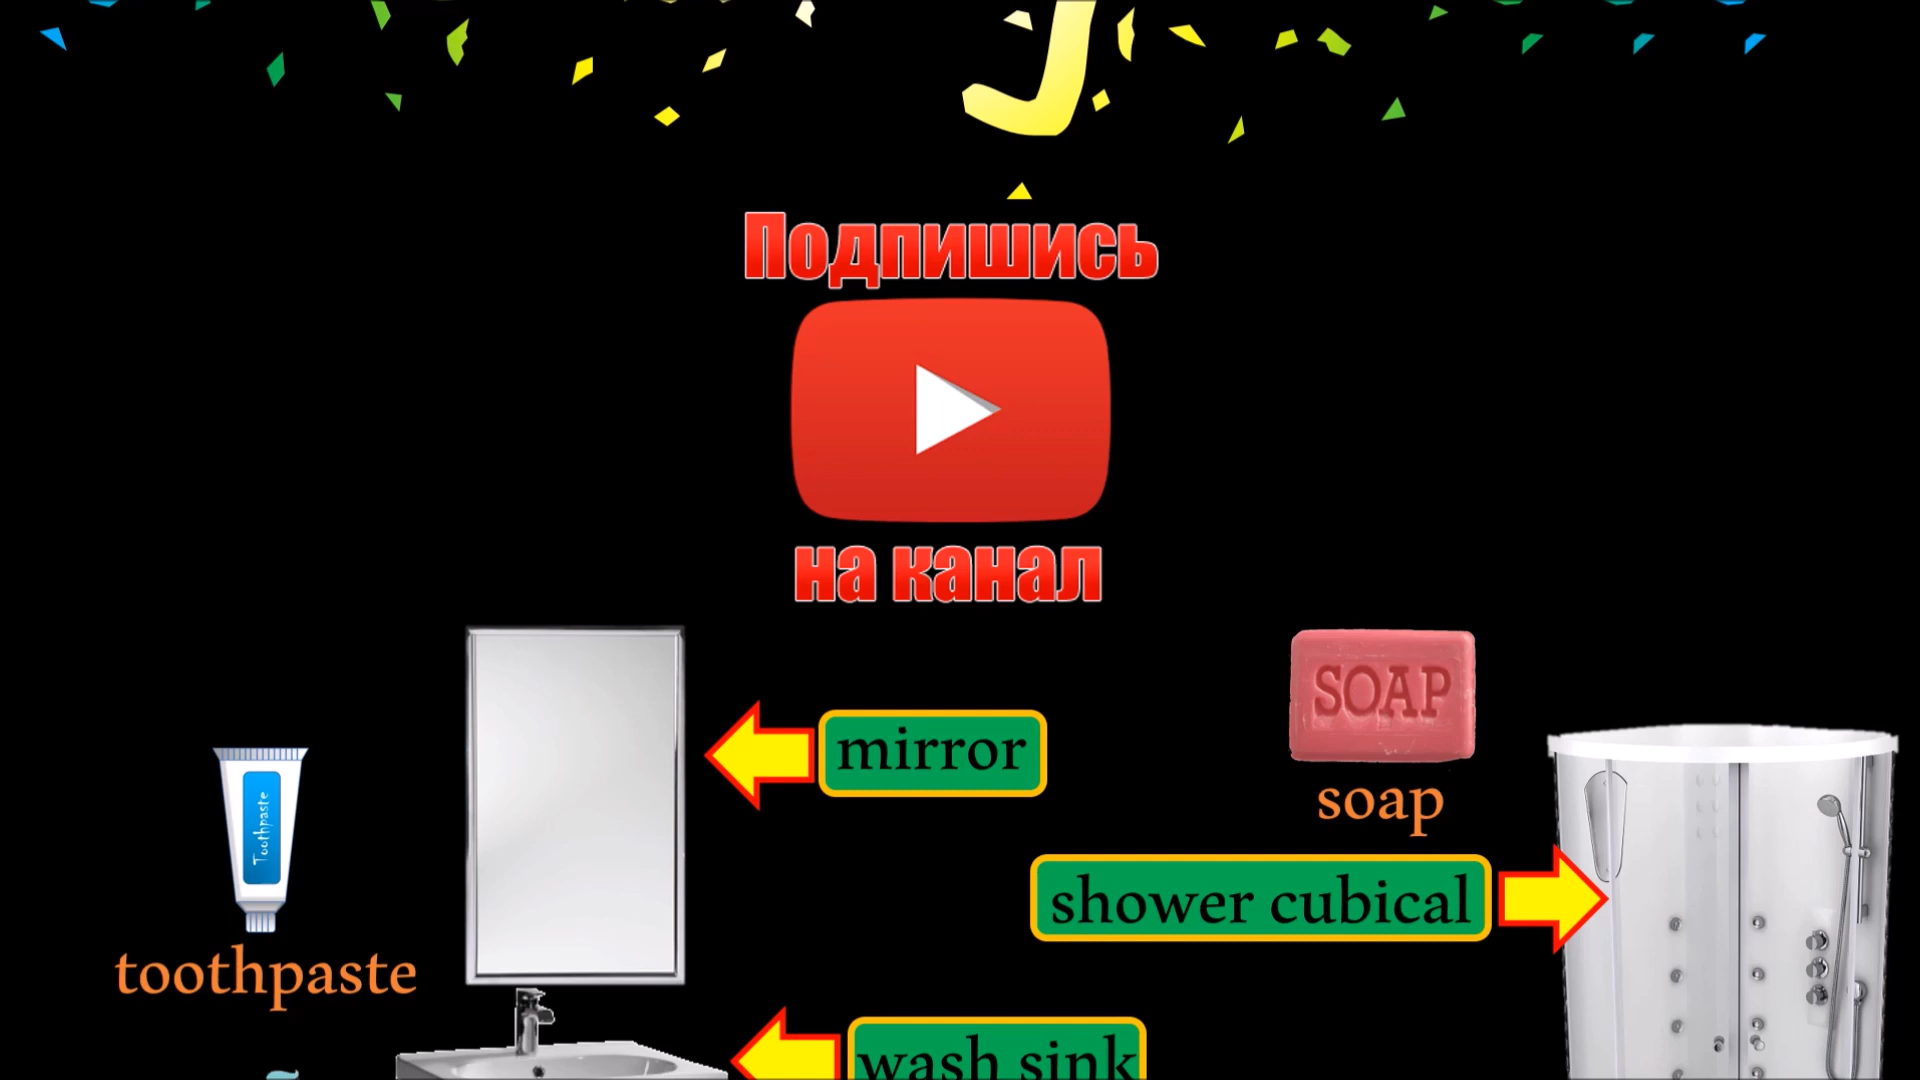 Подпишись
на канал
mirror
SOAP
soap
Toothpaste
shower cubical
toothpaste
wash sink